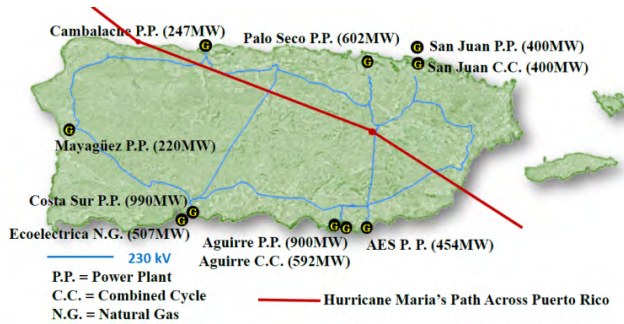 Cambalache P.P. (247MW)
G
Palo Seco P.P. (602MW)
G
G
San Juan P.P. (400MW)
G
San Juan C.C. (400MW)
G
Mayagüez P.P. (220MW)
Costa Sur P.P. (990MW)
G
Ecoelectrica N.G. (507MW)
G
Aguirre P.P. (900MW)
Aguirre C.C. (592MW)
G
G
G
AES P. P. (454MW)
230 kV
P.P. = Power Plant
C.C. = Combined Cycle
N.G. = Natural Gas
Hurricane Maria's Path Across Puerto Rico